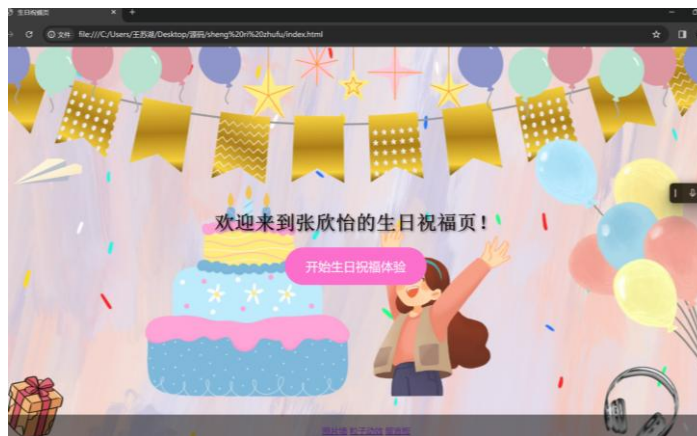 生日祝福页
文件 file:///C:/Users/王苏湖/Desktop/源码/sheng%20ri%20zhufu/index.html
欢迎来到张欣怡的生日祝福页！
开始生日祝福体验
照片墙 粒子动效 留言板